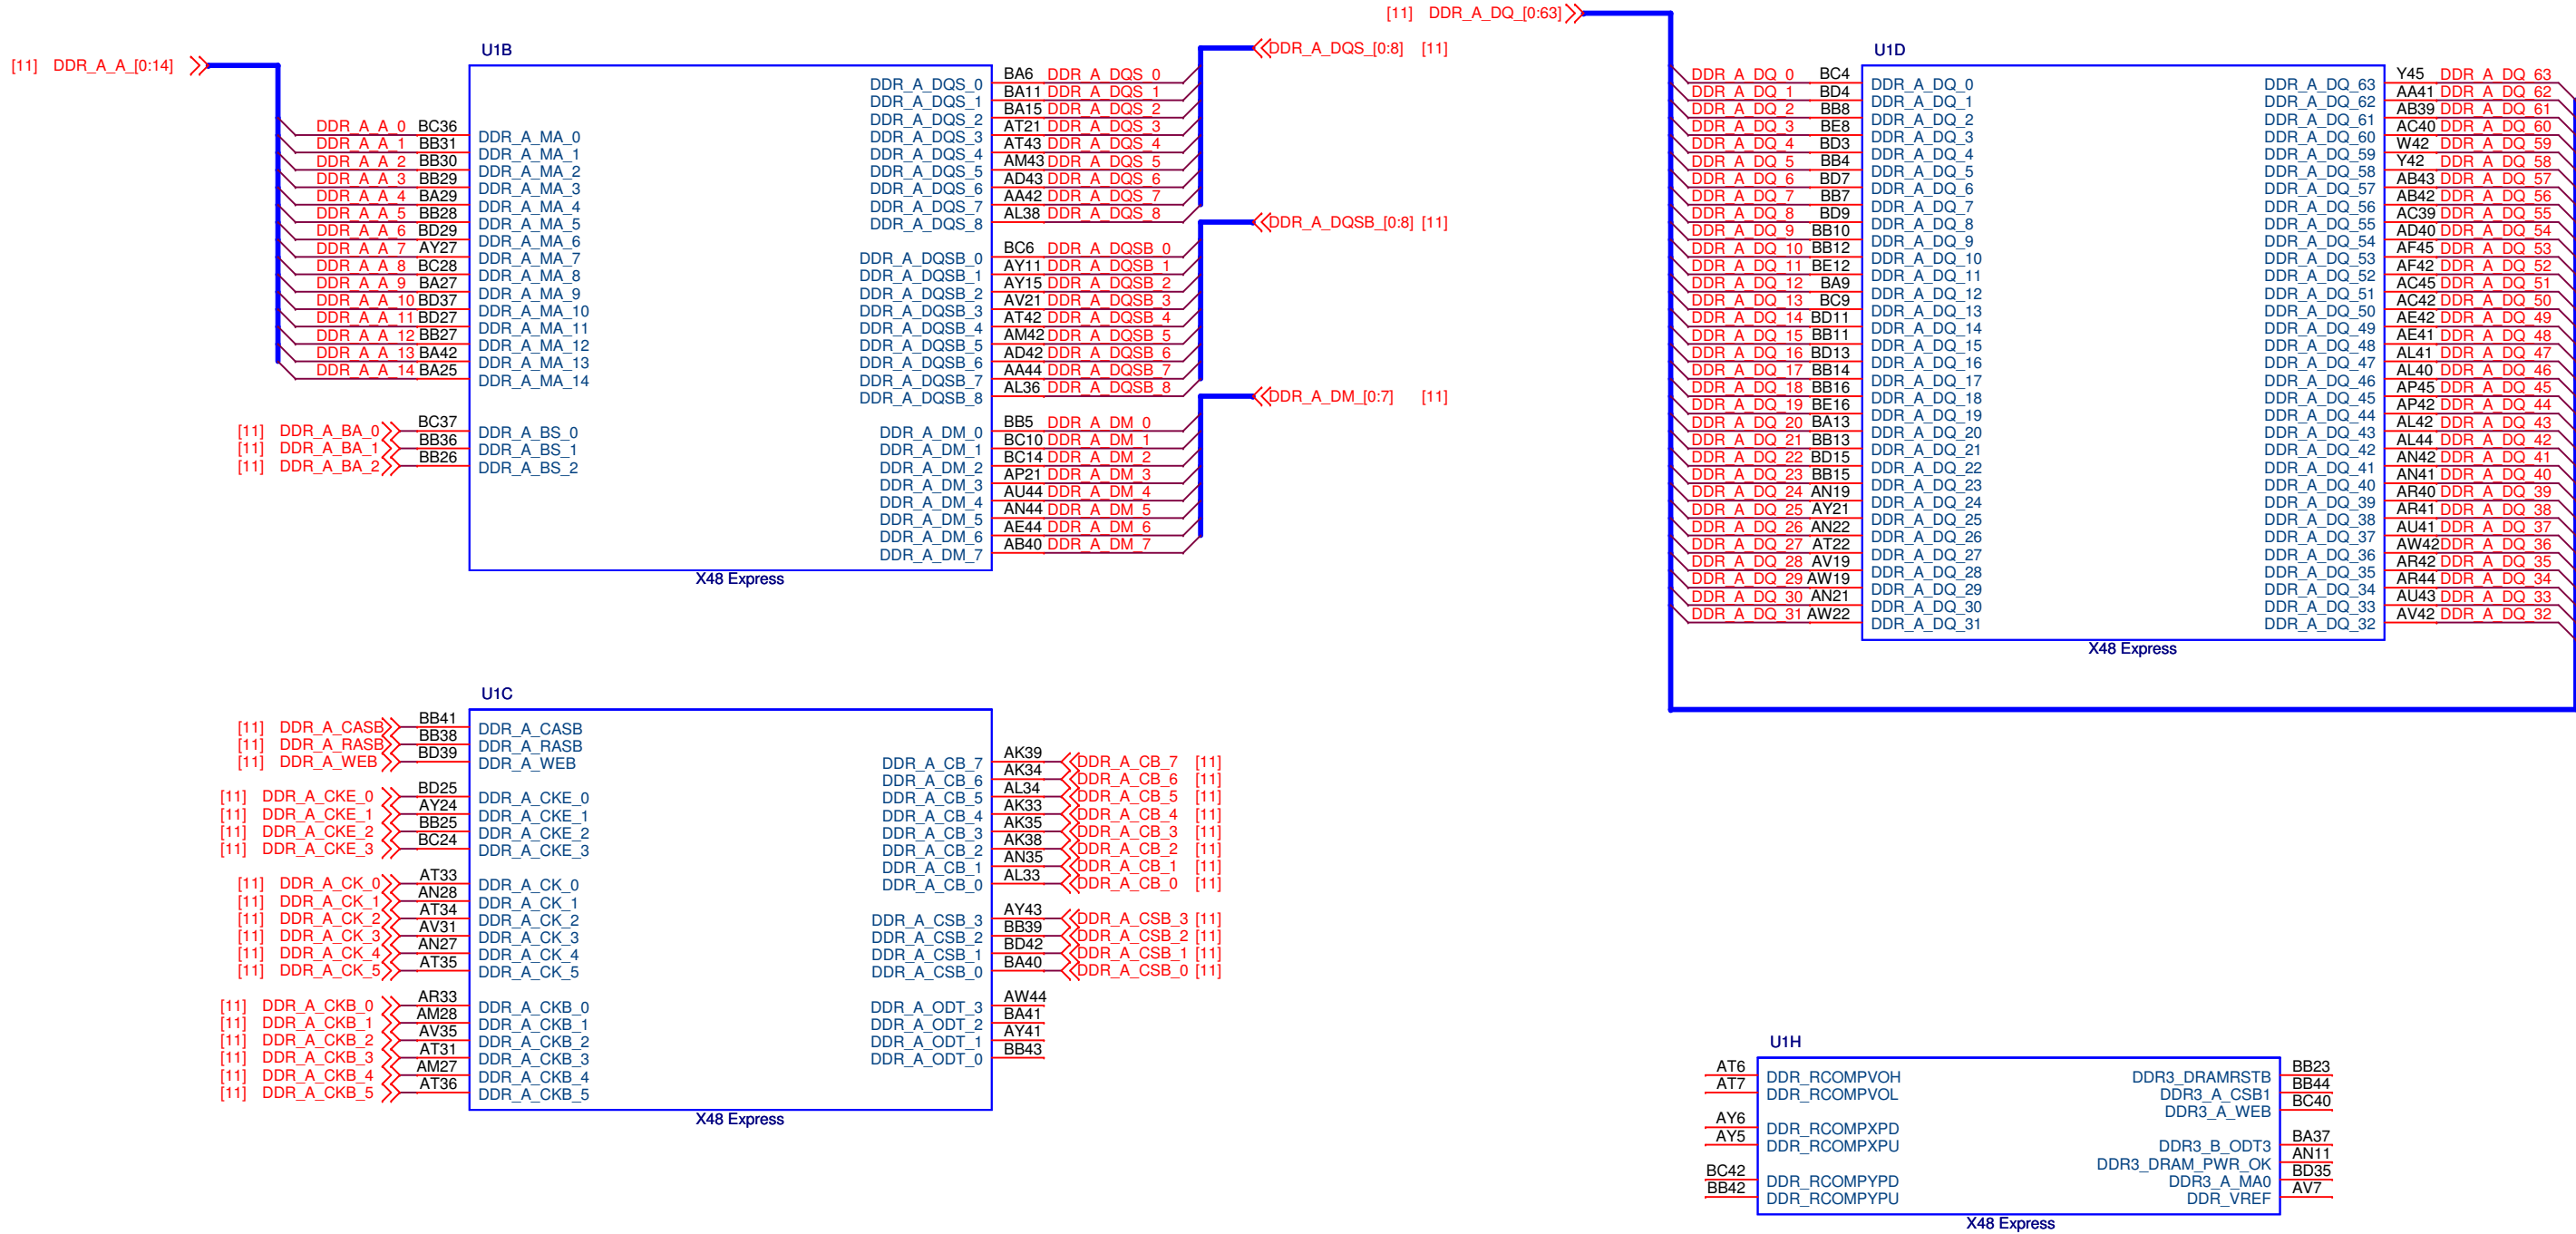 [11] DDR_A_A_[0:14]
U1B
DDR_A_A_0 BC36 DDR_A_MA_0
DDR_A_A_1 BB31 DDR_A_MA_1
DDR_A_A_2 BB30 DDR_A_MA_2
DDR_A_A_3 BB29 DDR_A_MA_3
DDR_A_A_4 BA29 DDR_A_MA_4
DDR_A_A_5 BB28 DDR_A_MA_5
DDR_A_A_6 BD29 DDR_A_MA_6
DDR_A_A_7 AY27 DDR_A_MA_7
DDR_A_A_8 BC28 DDR_A_MA_8
DDR_A_A_9 BA27 DDR_A_MA_9
DDR_A_A_10 BD37 DDR_A_MA_10
DDR_A_A_11 BD27 DDR_A_MA_11
DDR_A_A_12 BB27 DDR_A_MA_12
DDR_A_A_13 BA42 DDR_A_MA_13
DDR_A_A_14 BA25 DDR_A_MA_14
[11] DDR_A_BA_0 BC37 DDR_A_BS_0
[11] DDR_A_BA_1 BB36 DDR_A_BS_1
[11] DDR_A_BA_2 BB26 DDR_A_BS_2
DDR_A_DQS_[0:8] [11]
DDR_A_DQS_0 BA6 DDR_A_DQS_0
DDR_A_DQS_1 BA11 DDR_A_DQS_1
DDR_A_DQS_2 BA15 DDR_A_DQS_2
DDR_A_DQS_3 AT21 DDR_A_DQS_3
DDR_A_DQS_4 AT43 DDR_A_DQS_4
DDR_A_DQS_5 AM43 DDR_A_DQS_5
DDR_A_DQS_6 AD43 DDR_A_DQS_6
DDR_A_DQS_7 AA42 DDR_A_DQS_7
DDR_A_DQS_8 AL38 DDR_A_DQS_8
DDR_A_DQSB_[0:8] [11]
DDR_A_DQSB_0 BC6 DDR_A_DQSB_0
DDR_A_DQSB_1 AY11 DDR_A_DQSB_1
DDR_A_DQSB_2 AY15 DDR_A_DQSB_2
DDR_A_DQSB_3 AV21 DDR_A_DQSB_3
DDR_A_DQSB_4 AT42 DDR_A_DQSB_4
DDR_A_DQSB_5 AM42 DDR_A_DQSB_5
DDR_A_DQSB_6 AD42 DDR_A_DQSB_6
DDR_A_DQSB_7 AA44 DDR_A_DQSB_7
DDR_A_DQSB_8 AL36 DDR_A_DQSB_8
DDR_A_DM_[0:7] [11]
DDR_A_DM_0 BB5 DDR_A_DM_0
DDR_A_DM_1 BC10 DDR_A_DM_1
DDR_A_DM_2 BC14 DDR_A_DM_2
DDR_A_DM_3 AP21 DDR_A_DM_3
DDR_A_DM_4 AU44 DDR_A_DM_4
DDR_A_DM_5 AN44 DDR_A_DM_5
DDR_A_DM_6 AE44 DDR_A_DM_6
DDR_A_DM_7 AB40 DDR_A_DM_7
X48 Express
[11] DDR_A_DQ_[0:63]
U1D
DDR_A_DQ_0 BC4 DDR_A_DQ_0 DDR_A_DQ_63 Y45 DDR_A_DQ_63
DDR_A_DQ_1 BD4 DDR_A_DQ_1 DDR_A_DQ_62 AA41 DDR_A_DQ_62
DDR_A_DQ_2 BB8 DDR_A_DQ_2 DDR_A_DQ_61 AB39 DDR_A_DQ_61
DDR_A_DQ_3 BE8 DDR_A_DQ_3 DDR_A_DQ_60 AC40 DDR_A_DQ_60
DDR_A_DQ_4 BD3 DDR_A_DQ_4 DDR_A_DQ_59 W42 DDR_A_DQ_59
DDR_A_DQ_5 BB4 DDR_A_DQ_5 DDR_A_DQ_58 Y42 DDR_A_DQ_58
DDR_A_DQ_6 BD7 DDR_A_DQ_6 DDR_A_DQ_57 AB43 DDR_A_DQ_57
DDR_A_DQ_7 BB7 DDR_A_DQ_7 DDR_A_DQ_56 AB42 DDR_A_DQ_56
DDR_A_DQ_8 BD9 DDR_A_DQ_8 DDR_A_DQ_55 AC39 DDR_A_DQ_55
DDR_A_DQ_9 BB10 DDR_A_DQ_9 DDR_A_DQ_54 AD40 DDR_A_DQ_54
DDR_A_DQ_10 BB12 DDR_A_DQ_10 DDR_A_DQ_53 AF45 DDR_A_DQ_53
DDR_A_DQ_11 BE12 DDR_A_DQ_11 DDR_A_DQ_52 AF42 DDR_A_DQ_52
DDR_A_DQ_12 BA9 DDR_A_DQ_12 DDR_A_DQ_51 AC45 DDR_A_DQ_51
DDR_A_DQ_13 BC9 DDR_A_DQ_13 DDR_A_DQ_50 AC42 DDR_A_DQ_50
DDR_A_DQ_14 BD11 DDR_A_DQ_14 DDR_A_DQ_49 AE42 DDR_A_DQ_49
DDR_A_DQ_15 BB11 DDR_A_DQ_15 DDR_A_DQ_48 AE41 DDR_A_DQ_48
DDR_A_DQ_16 BD13 DDR_A_DQ_16 DDR_A_DQ_47 AL41 DDR_A_DQ_47
DDR_A_DQ_17 BB14 DDR_A_DQ_17 DDR_A_DQ_46 AL40 DDR_A_DQ_46
DDR_A_DQ_18 BB16 DDR_A_DQ_18 DDR_A_DQ_45 AP45 DDR_A_DQ_45
DDR_A_DQ_19 BE16 DDR_A_DQ_19 DDR_A_DQ_44 AP42 DDR_A_DQ_44
DDR_A_DQ_20 BA13 DDR_A_DQ_20 DDR_A_DQ_43 AL42 DDR_A_DQ_43
DDR_A_DQ_21 BB13 DDR_A_DQ_21 DDR_A_DQ_42 AL44 DDR_A_DQ_42
DDR_A_DQ_22 BD15 DDR_A_DQ_22 DDR_A_DQ_41 AN42 DDR_A_DQ_41
DDR_A_DQ_23 BB15 DDR_A_DQ_23 DDR_A_DQ_40 AN41 DDR_A_DQ_40
DDR_A_DQ_24 AN19 DDR_A_DQ_24 DDR_A_DQ_39 AR40 DDR_A_DQ_39
DDR_A_DQ_25 AY21 DDR_A_DQ_25 DDR_A_DQ_38 AR41 DDR_A_DQ_38
DDR_A_DQ_26 AN22 DDR_A_DQ_26 DDR_A_DQ_37 AU41 DDR_A_DQ_37
DDR_A_DQ_27 AT22 DDR_A_DQ_27 DDR_A_DQ_36 AW42 DDR_A_DQ_36
DDR_A_DQ_28 AV19 DDR_A_DQ_28 DDR_A_DQ_35 AR42 DDR_A_DQ_35
DDR_A_DQ_29 AW19 DDR_A_DQ_29 DDR_A_DQ_34 AR44 DDR_A_DQ_34
DDR_A_DQ_30 AN21 DDR_A_DQ_30 DDR_A_DQ_33 AU43 DDR_A_DQ_33
DDR_A_DQ_31 AW22 DDR_A_DQ_31 DDR_A_DQ_32 AV42 DDR_A_DQ_32
X48 Express
U1C
[11] DDR_A_CASB BB41 DDR_A_CASB
[11] DDR_A_RASB BB38 DDR_A_RASB
[11] DDR_A_WEB BD39 DDR_A_WEB
[11] DDR_A_CKE_0 BD25 DDR_A_CKE_0
[11] DDR_A_CKE_1 AY24 DDR_A_CKE_1
[11] DDR_A_CKE_2 BB25 DDR_A_CKE_2
[11] DDR_A_CKE_3 BC24 DDR_A_CKE_3
[11] DDR_A_CK_0 AT33 DDR_A_CK_0
[11] DDR_A_CK_1 AN28 DDR_A_CK_1
[11] DDR_A_CK_2 AT34 DDR_A_CK_2
[11] DDR_A_CK_3 AV31 DDR_A_CK_3
[11] DDR_A_CK_4 AN27 DDR_A_CK_4
[11] DDR_A_CK_5 AT35 DDR_A_CK_5
[11] DDR_A_CKB_0 AR33 DDR_A_CKB_0
[11] DDR_A_CKB_1 AM28 DDR_A_CKB_1
[11] DDR_A_CKB_2 AV35 DDR_A_CKB_2
[11] DDR_A_CKB_3 AT31 DDR_A_CKB_3
[11] DDR_A_CKB_4 AM27 DDR_A_CKB_4
[11] DDR_A_CKB_5 AT36 DDR_A_CKB_5
DDR_A_CB_7 AK39 DDR_A_CB_7 [11]
DDR_A_CB_6 AK34 DDR_A_CB_6 [11]
DDR_A_CB_5 AL34 DDR_A_CB_5 [11]
DDR_A_CB_4 AK33 DDR_A_CB_4 [11]
DDR_A_CB_3 AK35 DDR_A_CB_3 [11]
DDR_A_CB_2 AK38 DDR_A_CB_2 [11]
DDR_A_CB_1 AN35 DDR_A_CB_1 [11]
DDR_A_CB_0 AL33 DDR_A_CB_0 [11]
DDR_A_CSB_3 AY43 DDR_A_CSB_3 [11]
DDR_A_CSB_2 BB39 DDR_A_CSB_2 [11]
DDR_A_CSB_1 BD42 DDR_A_CSB_1 [11]
DDR_A_CSB_0 BA40 DDR_A_CSB_0 [11]
DDR_A_ODT_3 AW44
DDR_A_ODT_2 BA41
DDR_A_ODT_1 AY41
DDR_A_ODT_0 BB43
X48 Express
U1H
AT6 DDR_RCOMPVOH DDR3_DRAMRSTB BB23
AT7 DDR_RCOMPVOL DDR3_A_CSB1 BB44
DDR3_A_WEB BC40
AY6 DDR_RCOMPXPD
AY5 DDR_RCOMPXPU DDR3_B_ODT3 BA37
DDR3_DRAM_PWR_OK AN11
BC42 DDR_RCOMPYPD DDR3_A_MA0 BD35
BB42 DDR_RCOMPYPU DDR_VREF AV7
X48 Express